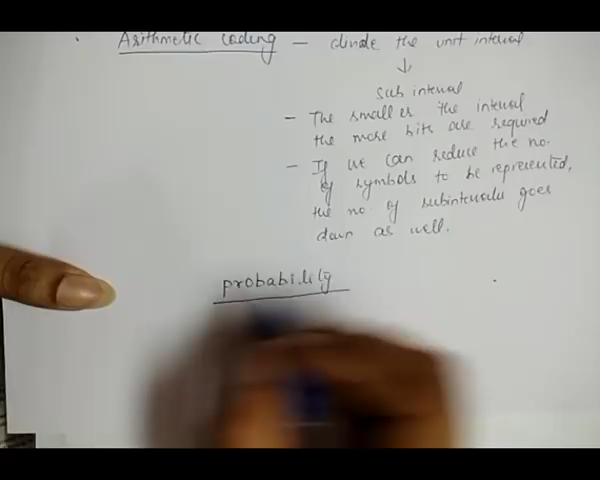 Arithmetic coding – divide the unit interval
sub interval
– The smaller the interval
the more bits are required
– If we can reduce the no.
of symbols to be represented,
the no. of subintervals goes
down as well.
probability